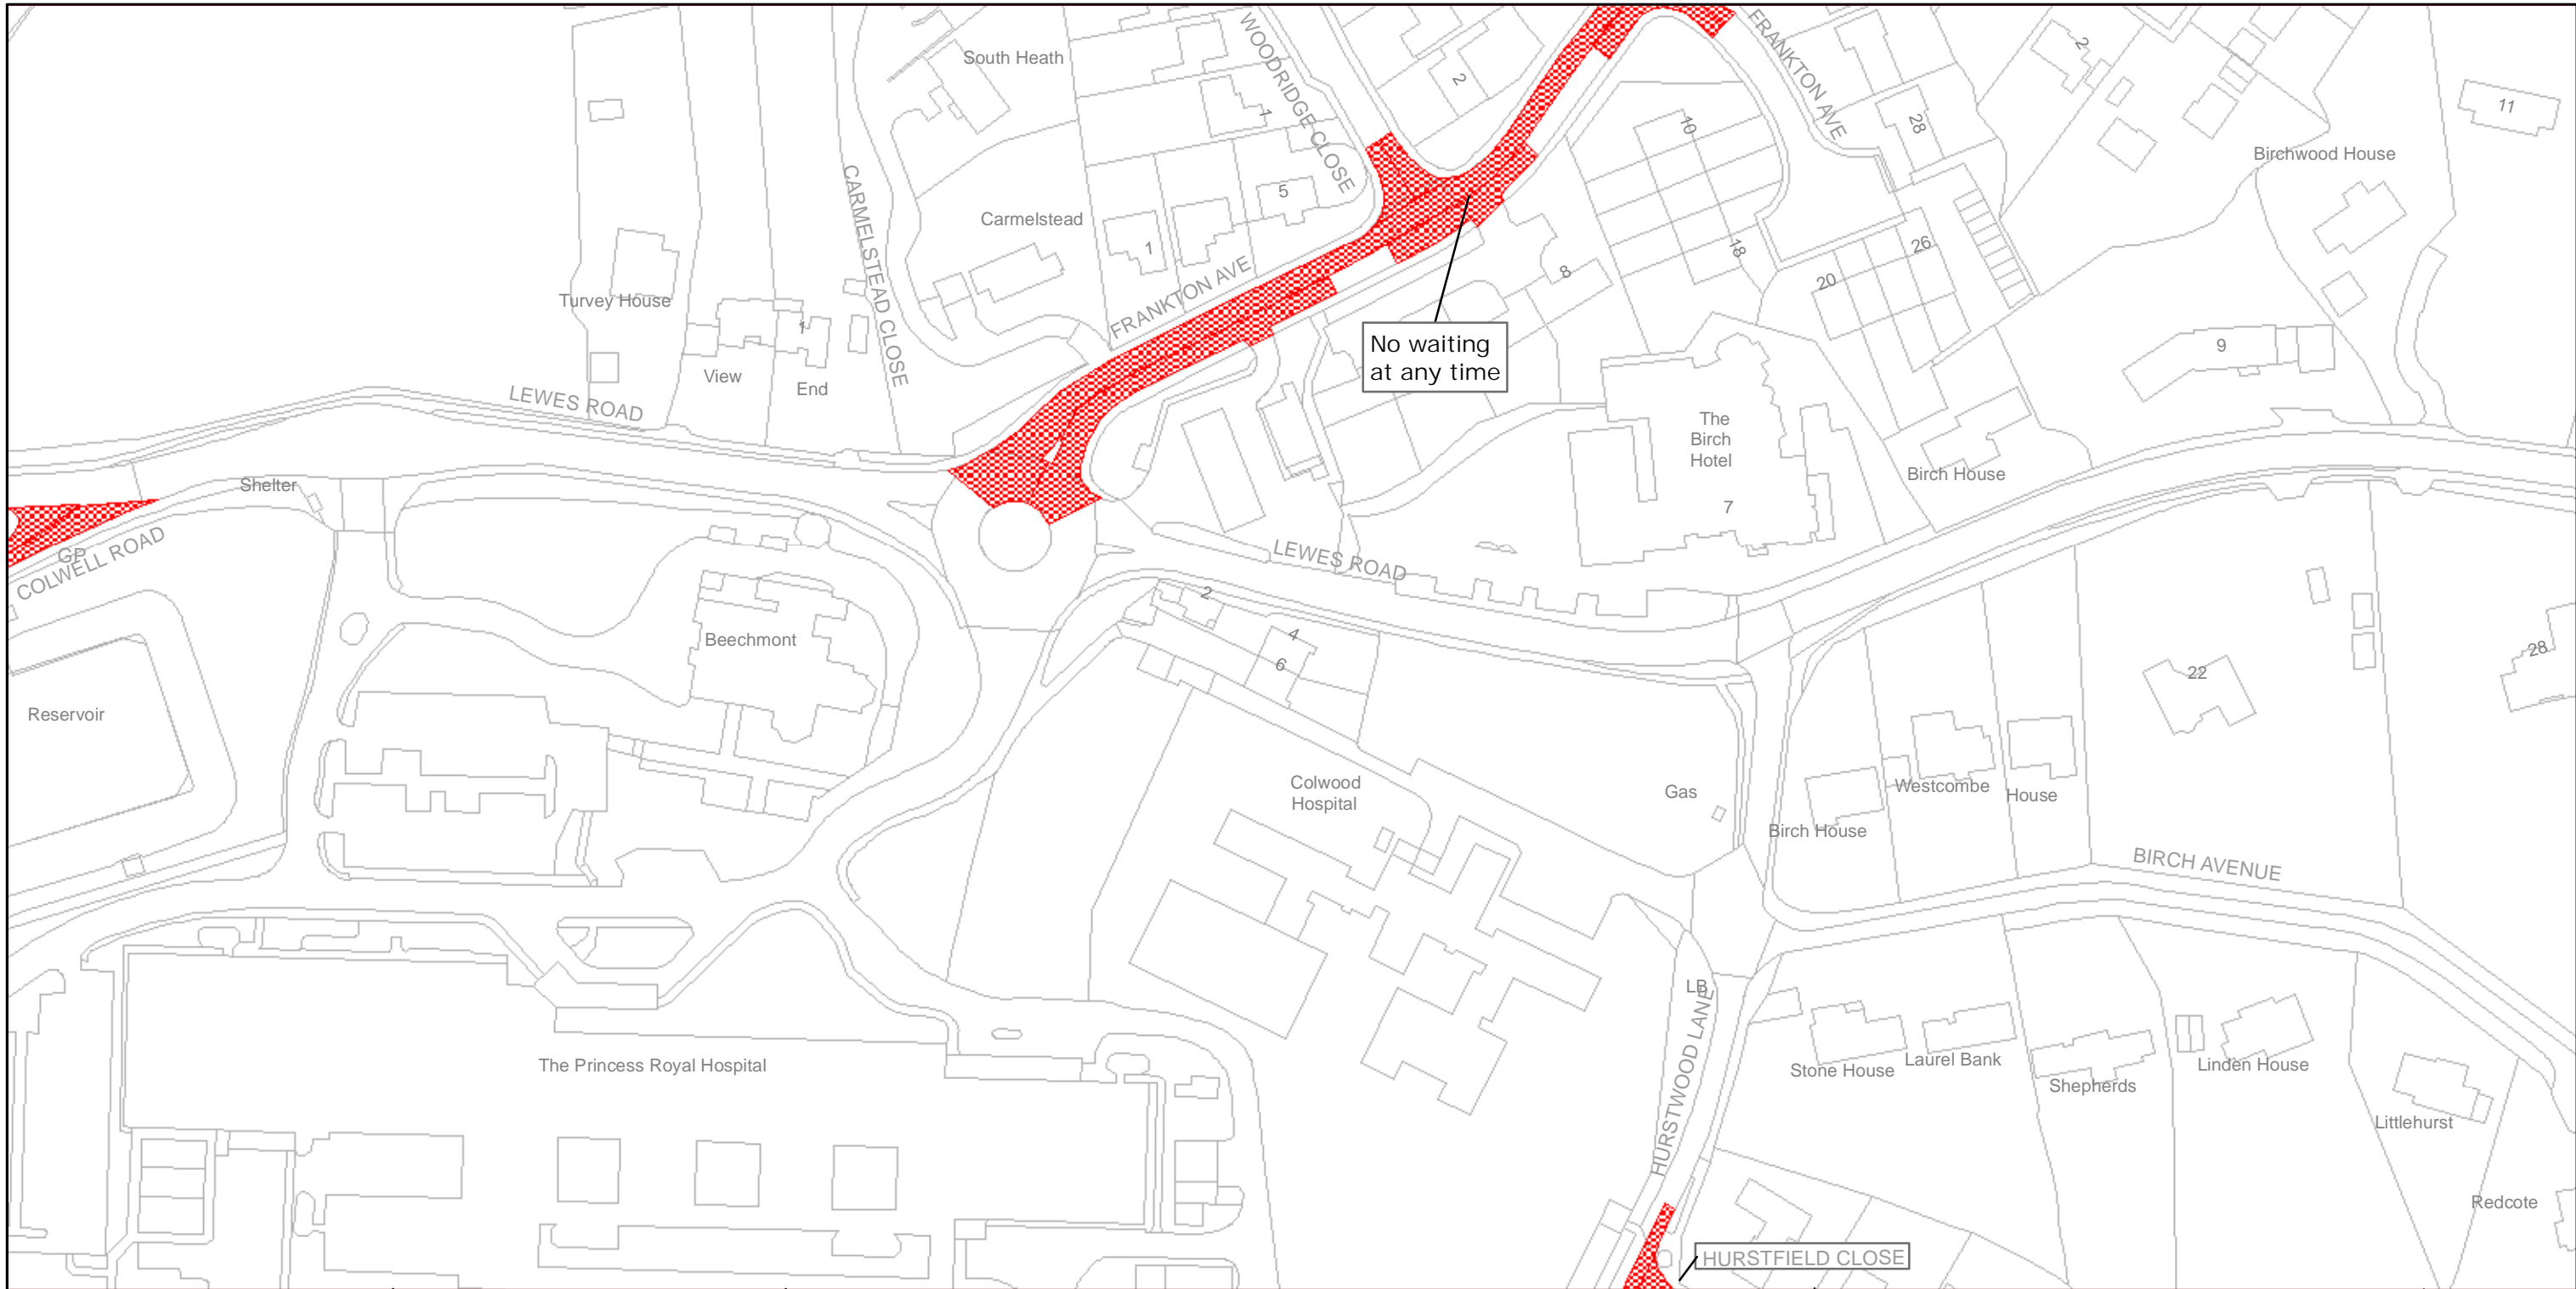 South Heath
WOODRIDGE CLOSE
FRANKTON AVE
2
2
1
10
28
11
Birchwood House
CARMELSTEAD CLOSE
5
Carmelstead
1
18
26
8
20
FRANKTON AVE
Turvey House
1
No waiting
at any time
View
End
9
LEWES ROAD
The
Birch
Hotel
7
Birch House
Shelter
GP
COLWELL ROAD
LEWES ROAD
2
4
6
Beechmont
28
22
Reservoir
Colwood
Hospital
Gas
Westcombe
House
Birch House
BIRCH AVENUE
LB
HURSTWOOD LANE
The Princess Royal Hospital
Stone House
Laurel Bank
Shepherds
Linden House
Littlehurst
Redcote
HURSTFIELD CLOSE